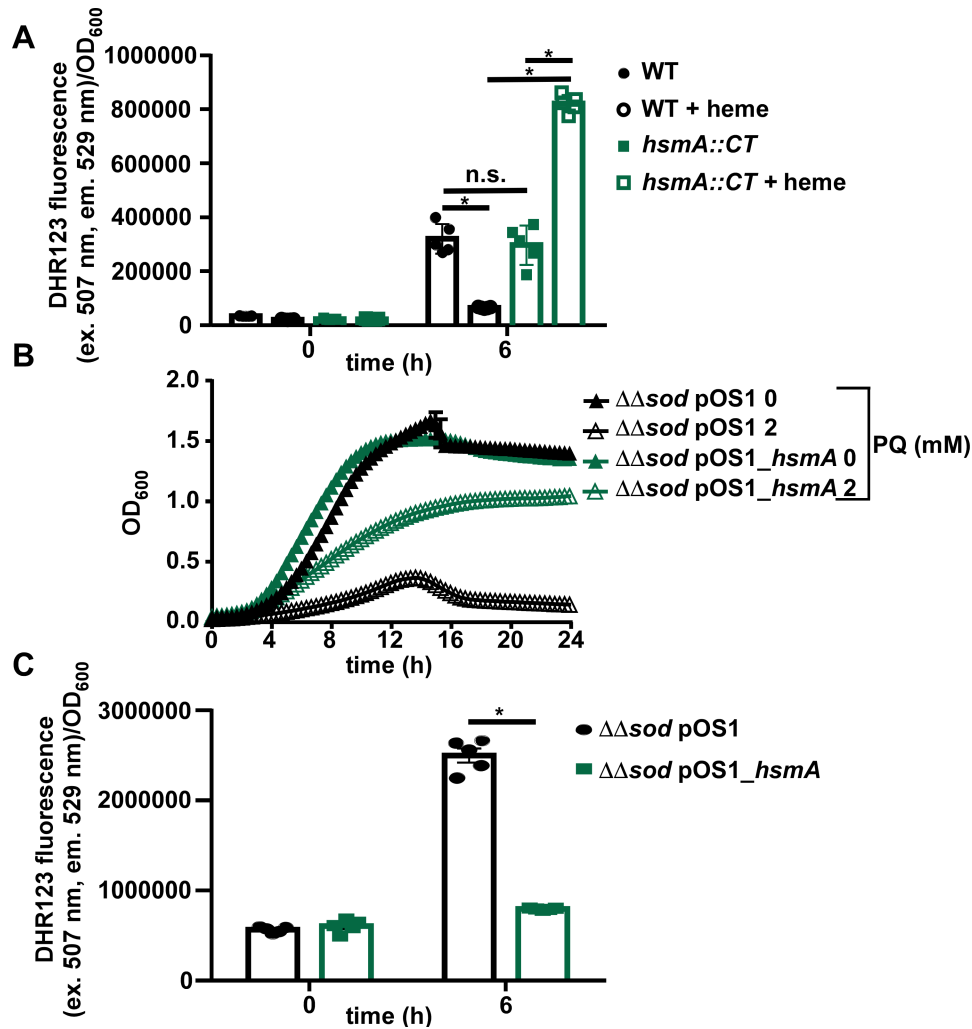 A
DHR123 fluorescence
(ex. 507 nm, em. 529 nm)/OD600
1000000
800000
600000
400000
200000
0
*
*
n.s.
*
0
6
time (h)
WT
WT + heme
hsmA::CT
hsmA::CT + heme
B
OD600
2.0
1.5
1.0
0.5
0.0
0
4
8
12
16
20
24
time (h)
ΔΔsod pOS1 0
ΔΔsod pOS1 2
ΔΔsod pOS1_hsmA 0
ΔΔsod pOS1_hsmA 2
PQ (mM)
C
DHR123 fluorescence
(ex. 507 nm, em. 529 nm)/OD600
3000000
2000000
1000000
0
*
0
6
time (h)
ΔΔsod pOS1
ΔΔsod pOS1_hsmA